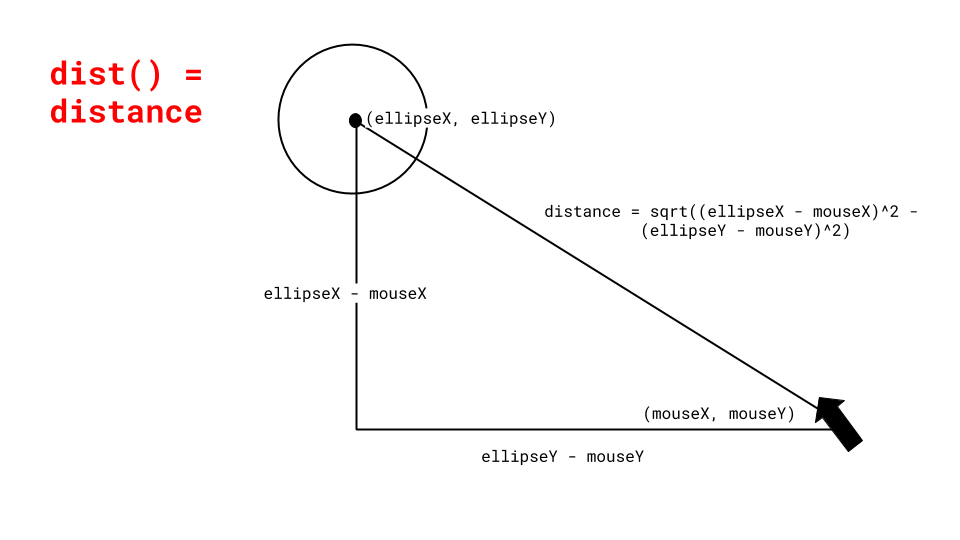 dist() =
distance
(ellipseX, ellipseY)
distance = sqrt((ellipseX - mouseX)^2 -
(ellipseY - mouseY)^2)
ellipseX - mouseX
(mouseX, mouseY)
ellipseY - mouseY